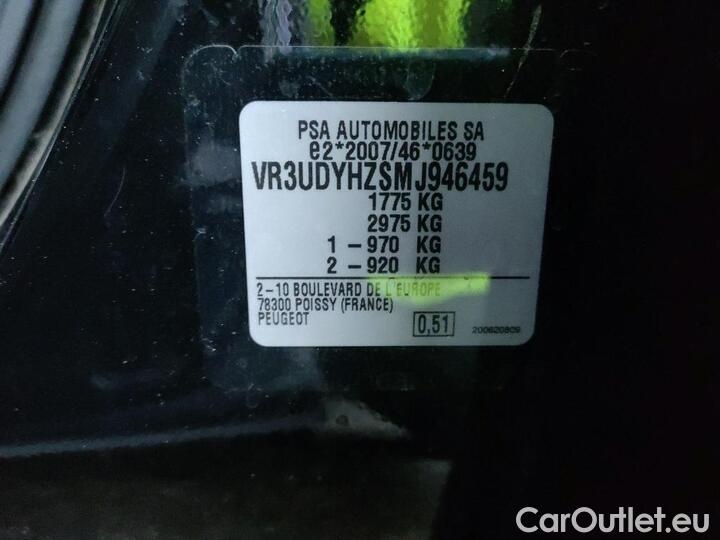 PSA AUTOMOBILES SA
e2*2007/46*0639
VR3UDYHZSMJ946459
1775 KG
2975 KG
1 – 970 KG
2 – 920 KG
2–10 BOULEVARD DE L'EUROPE
78300 POISSY (FRANCE)
PEUGEOT
0,51
200620809
CarOutlet.eu